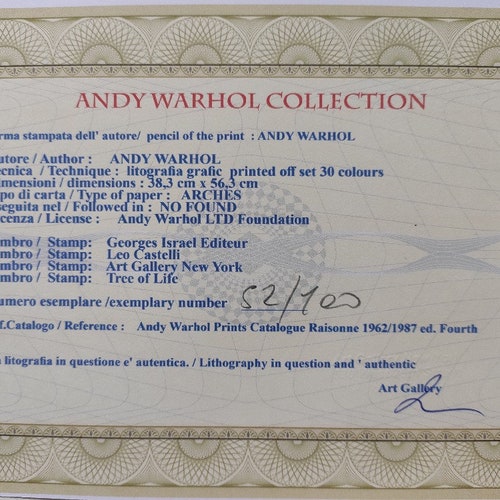 ANDY WARHOL COLLECTION
rma stampata dell' autore/ pencil of the print : ANDY WARHOL
utore / Author : ANDY WARHOL
ecnica / Technique : litografia grafic printed off set 30 colours
imensioni / dimensions : 38,3 cm x 56,3 cm
po di carta / Type of paper : ARCHES
seguita nel / Followed in : NO FOUND
cenza / License : Andy Warhol LTD Foundation
mbro / Stamp: Georges Israel Editeur
mbro / Stamp: Leo Castelli
mbro / Stamp: Art Gallery New York
mbro / Stamp: Tree of Life
umero esemplare /exemplary number 52/100
f.Catalogo / Reference : Andy Warhol Prints Catalogue Raisonne 1962/1987 ed. Fourth
a litografia in questione e' autentica. / Lithography in question and ' authentic
Art Gallery